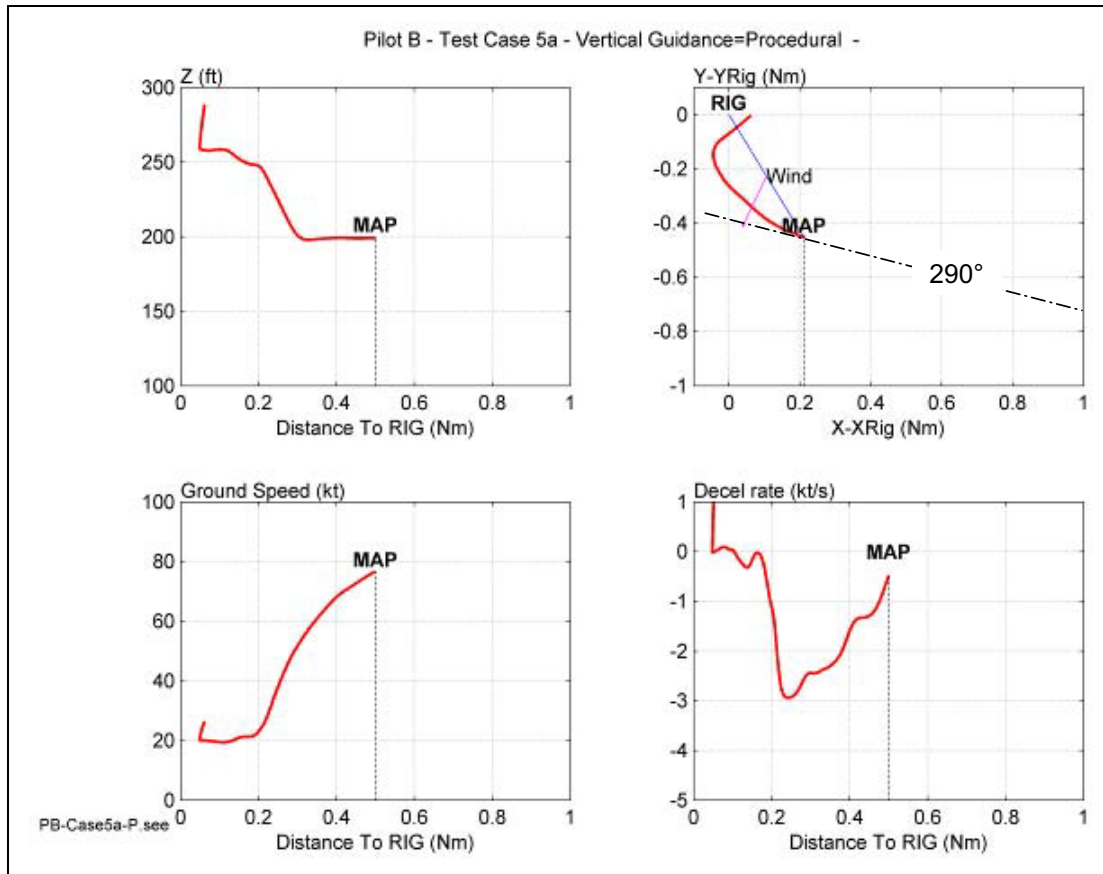 Pilot B - Test Case 5a - Vertical Guidance=Procedural -
Z (ft)
300
250
200
150
100
MAP
0 0.2 0.4 0.6 0.8 1
Distance To RIG (Nm)
Y-YRig (Nm)
0
-0.2
-0.4
-0.6
-0.8
-1
RIG
Wind
MAP
290°
0 0.2 0.4 0.6 0.8 1
X-XRig (Nm)
Ground Speed (kt)
100
80
60
40
20
0
MAP
0 0.2 0.4 0.6 0.8 1
Distance To RIG (Nm)
Decel rate (kt/s)
1
0
-1
-2
-3
-4
-5
MAP
0 0.2 0.4 0.6 0.8 1
Distance To RIG (Nm)
PB-Case5a-P.see